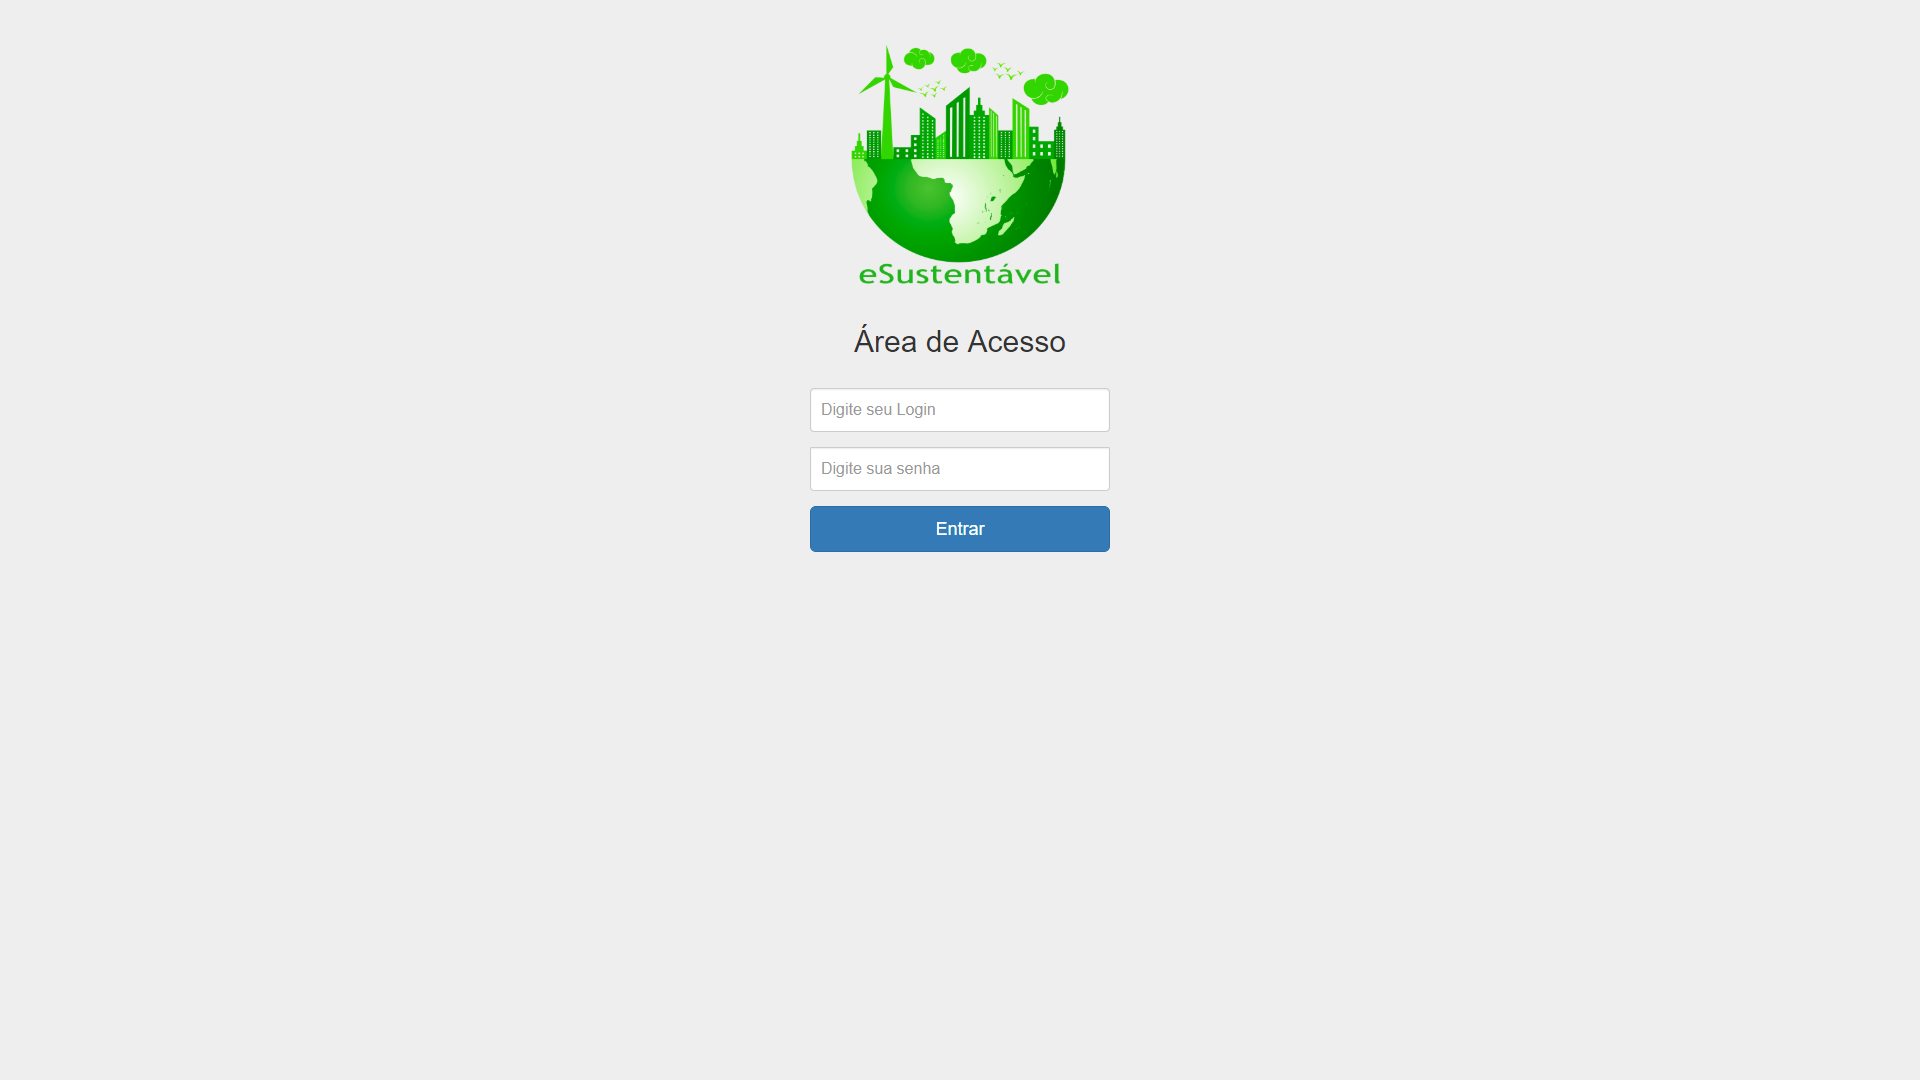 eSustentável
Área de Acesso
Digite seu Login
Digite sua senha
Entrar